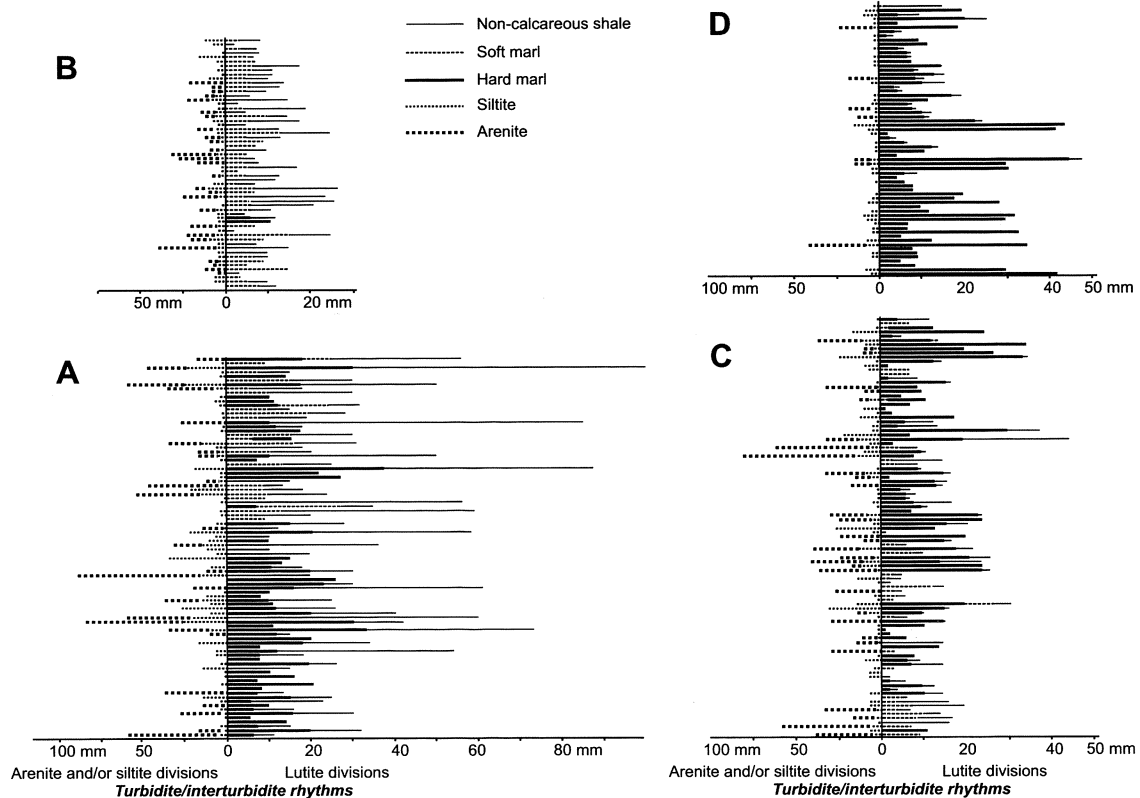 B
Non-calcareous shale
Soft marl
Hard marl
Siltite
Arenite
D
50 mm 0 20 mm
100 mm 50 0 20 40 50 mm
A
C
100 mm 50 0 20 40 60 80 mm
Arenite and/or siltite divisions Lutite divisions
Turbidite/interturbidite rhythms
100 mm 50 0 20 40 50 mm
Arenite and/or siltite divisions Lutite divisions
Turbidite/interturbidite rhythms